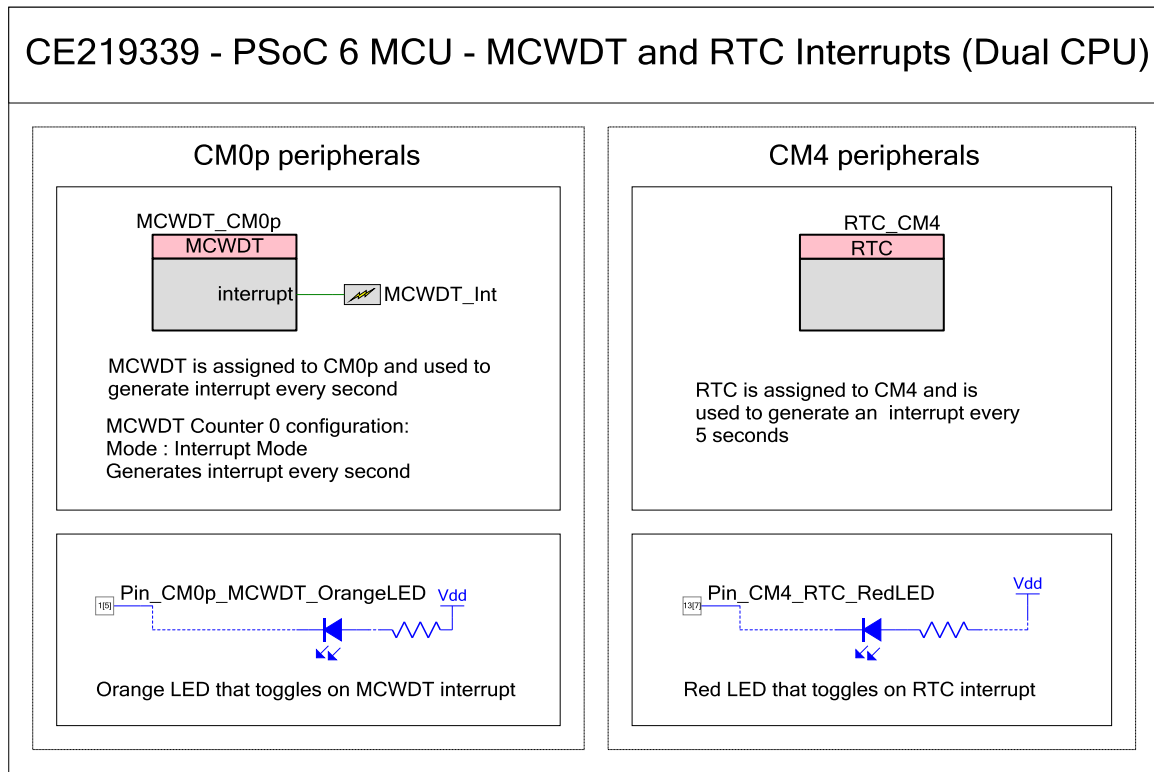 CE219339 - PSoC 6 MCU - MCWDT and RTC Interrupts (Dual CPU)
CM0p peripherals
MCWDT_CM0p
MCWDT
interrupt
MCWDT_Int
MCWDT is assigned to CM0p and used to
generate interrupt every second
MCWDT Counter 0 configuration:
Mode : Interrupt Mode
Generates interrupt every second
1[5]
Pin_CM0p_MCWDT_OrangeLED
Vdd
Orange LED that toggles on MCWDT interrupt
CM4 peripherals
RTC_CM4
RTC
RTC is assigned to CM4 and is
used to generate an  interrupt every
5 seconds
13[7]
Pin_CM4_RTC_RedLED
Vdd
Red LED that toggles on RTC interrupt